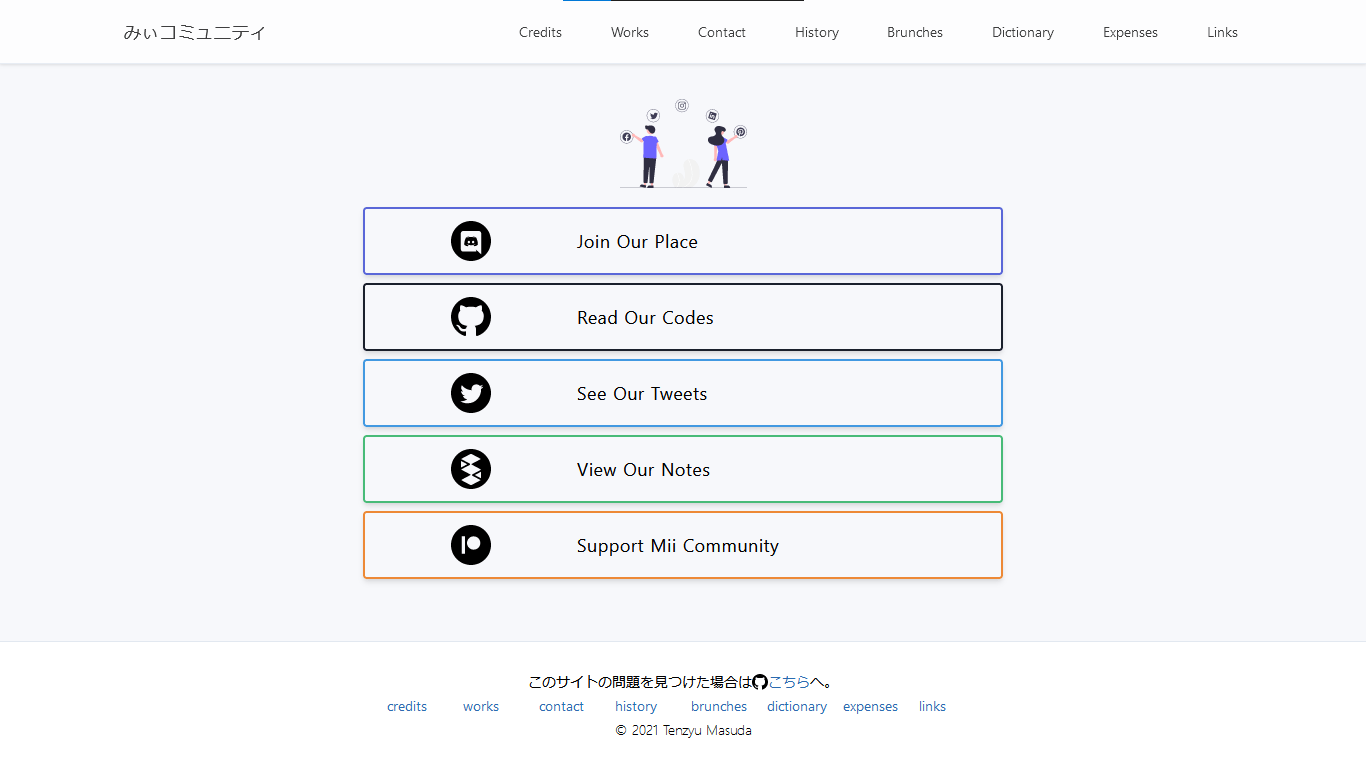 みぃコミュニティ
Credits Works Contact History Brunches Dictionary Expenses Links
Join Our Place
Read Our Codes
See Our Tweets
View Our Notes
Support Mii Community
このサイトの問題を見つけた場合はこちらへ。
credits works contact history brunches dictionary expenses links
© 2021 Tenzyu Masuda